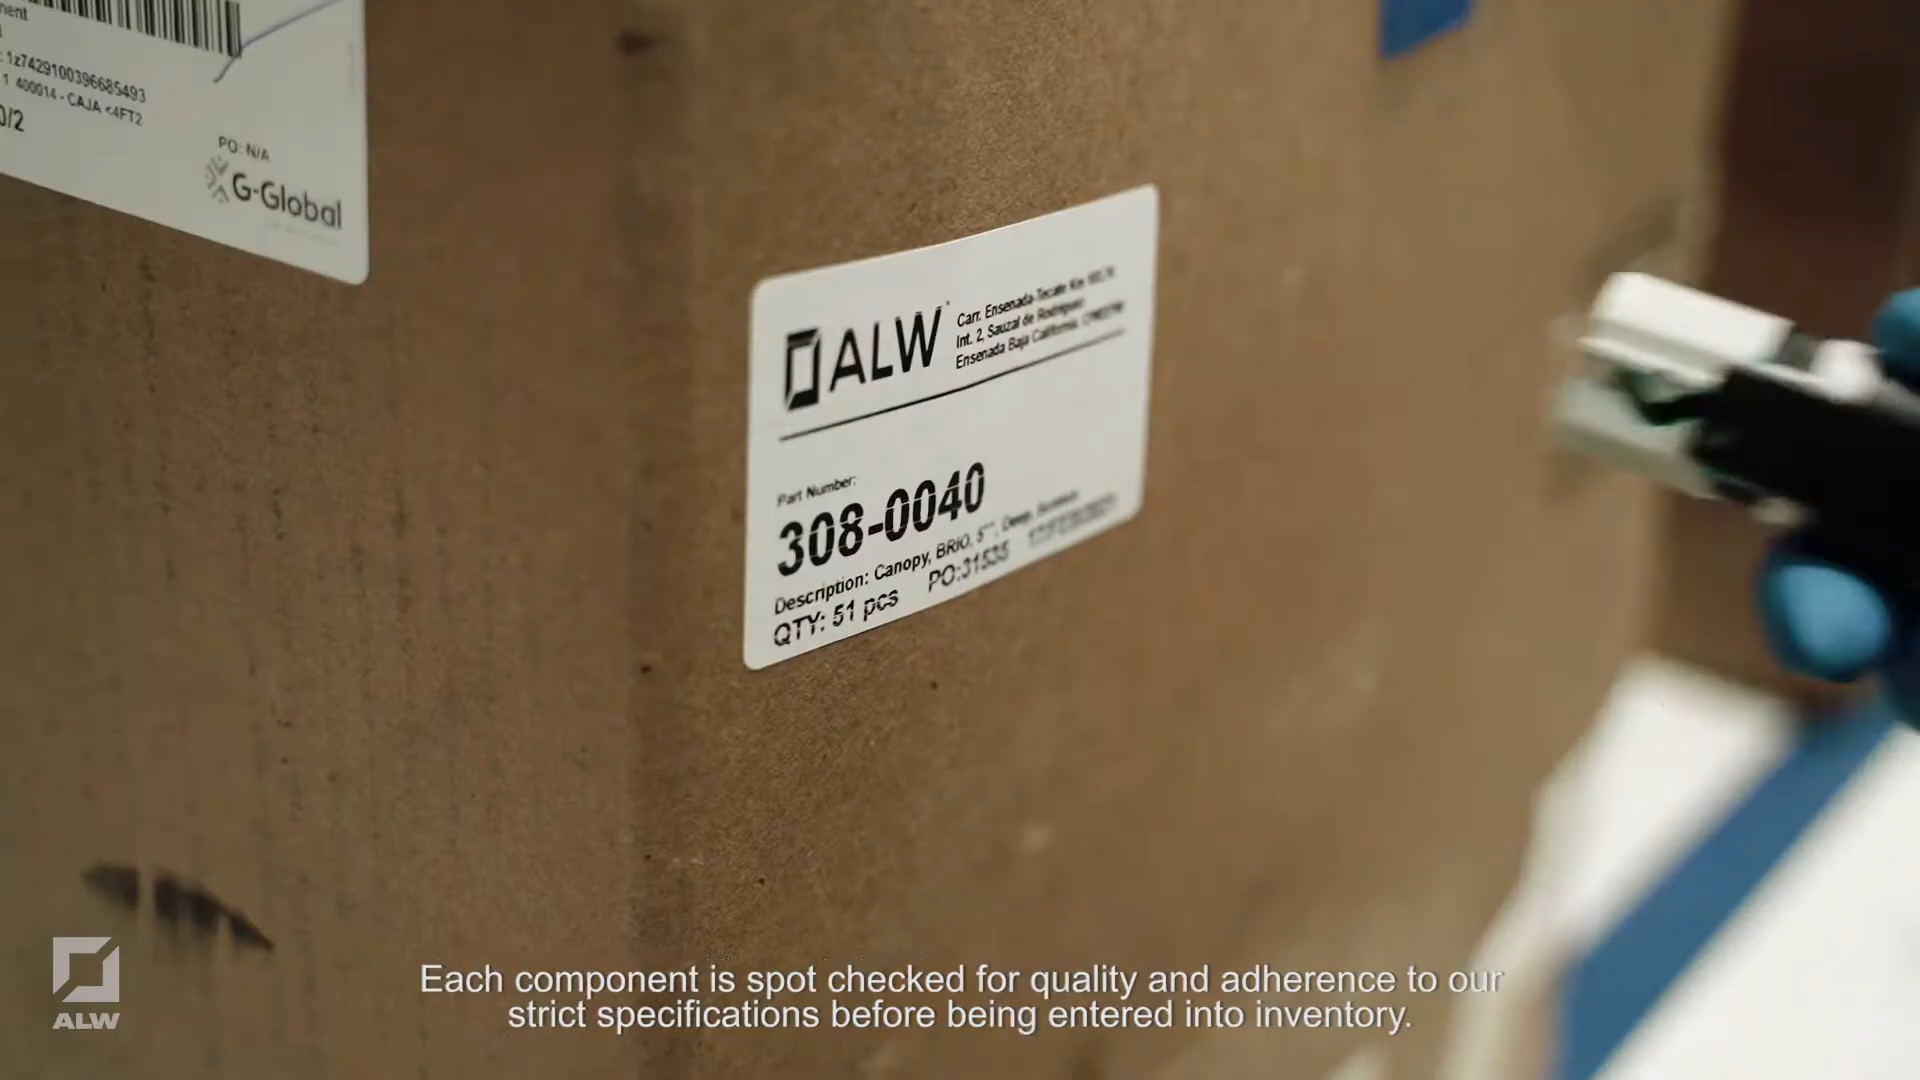 1z7429100396685493
1 400014 - CAJA <4FT2
0/2
PO: N/A
G-Global
ALW
Carr. Ensenada-Tecate Km
Int. 2, Sauzal de Rodriguez
Ensenada Baja California,
Part Number:
308-0040
Description: Canopy, BRIO, 5"", Deep,
QTY: 51 pcs PO:31535
Each component is spot checked for quality and adherence to our
strict specifications before being entered into inventory.
ALW